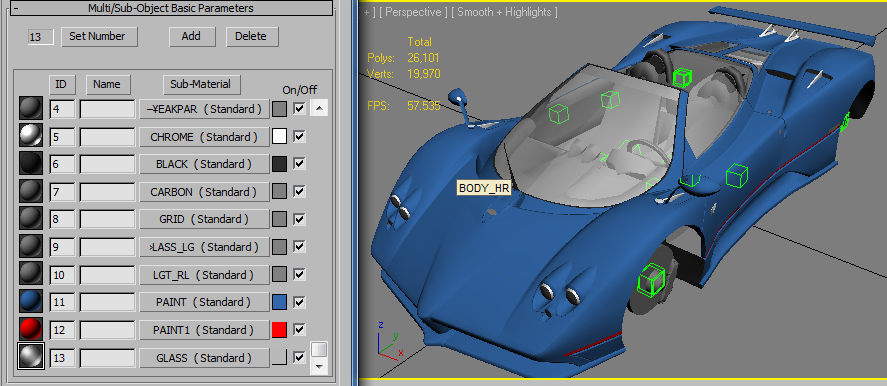 - Multi/Sub-Object Basic Parameters
13 Set Number Add Delete
ID Name Sub-Material On/Off
4 (Standard)
5 CHROME (Standard)
6 BLACK (Standard)
7 CARBON (Standard)
8 GRID (Standard)
9 LASS_LG (Standard)
10 LGT_RL (Standard)
11 PAINT (Standard)
12 PAINT1 (Standard)
13 GLASS (Standard)
+ ] [ Perspective ] [ Smooth + Highlights ]
Total
Polys: 26,101
Verts: 19,970
FPS: 57.535
BODY_HR
z
y
x